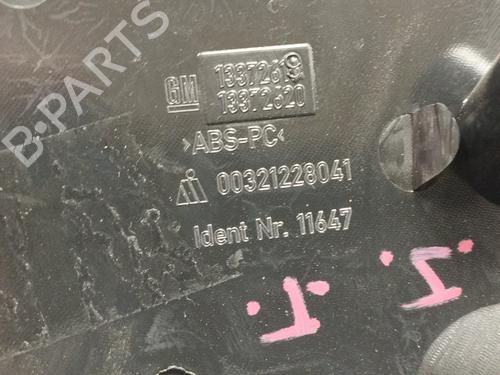 B-PARTS
GM 13372619
13372620
>ABS-PC<
00321228041
Ident Nr. 11647